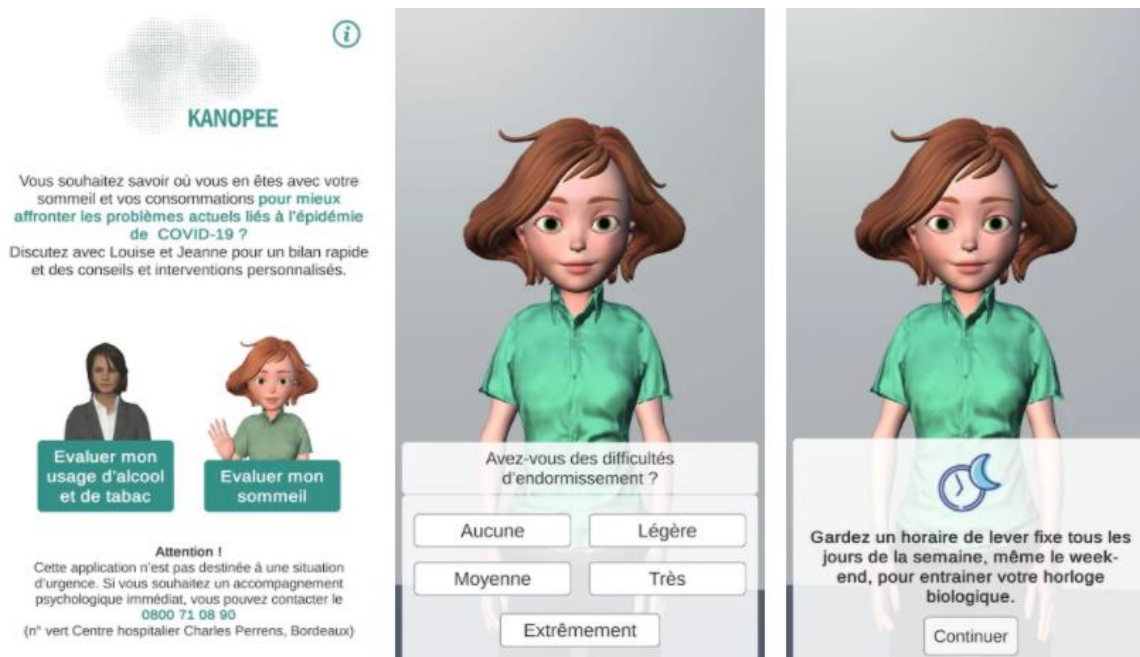 KANOPEE
Vous souhaitez savoir où vous en êtes avec votre
sommeil et vos consommations pour mieux
affronter les problèmes actuels liés à l'épidémie
de COVID-19 ?
Discutez avec Louise et Jeanne pour un bilan rapide
et des conseils et interventions personnalisés.
Evaluer mon
usage d'alcool
et de tabac
Evaluer mon
sommeil
Attention !
Cette application n'est pas destinée à une situation
d'urgence. Si vous souhaitez un accompagnement
psychologique immédiat, vous pouvez contacter le
0800 71 08 90
(n° vert Centre hospitalier Charles Perrens, Bordeaux)
Avez-vous des difficultés
d'endormissement ?
Aucune
Légère
Moyenne
Très
Extrêmement
Gardez un horaire de lever fixe tous les
jours de la semaine, même le week-
end, pour entrainer votre horloge
biologique.
Continuer